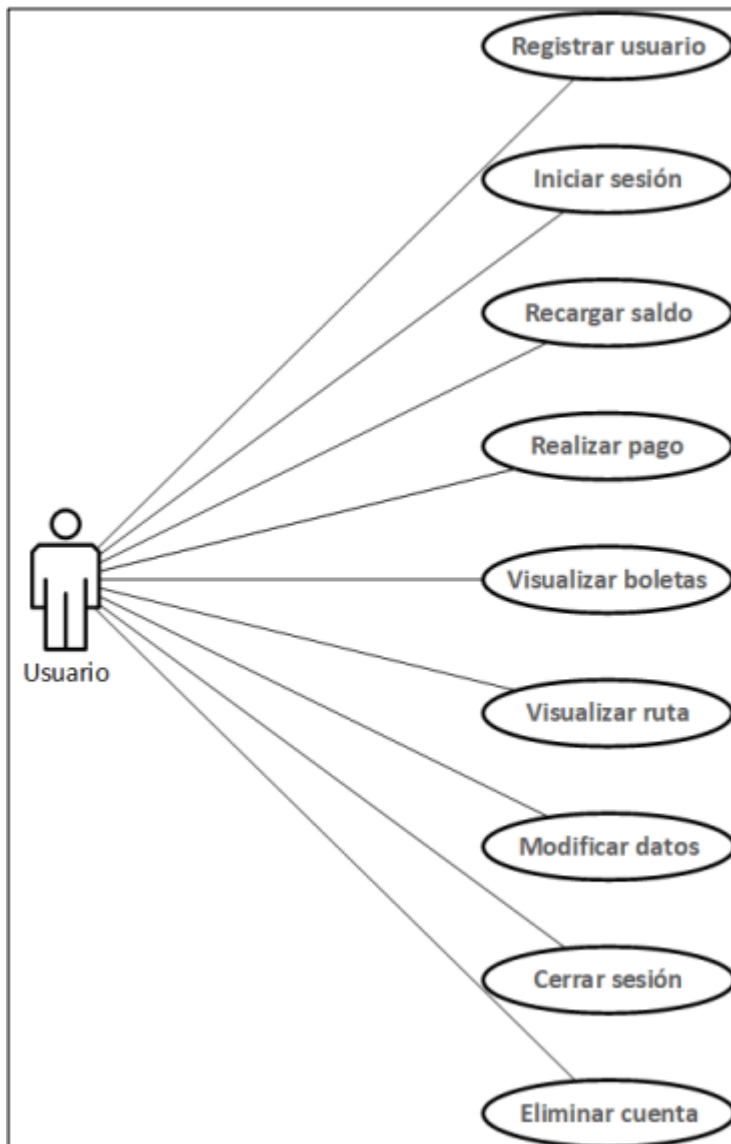 Registrar usuario
Iniciar sesión
Recargar saldo
Realizar pago
Visualizar boletas
Usuario
Visualizar ruta
Modificar datos
Cerrar sesión
Eliminar cuenta